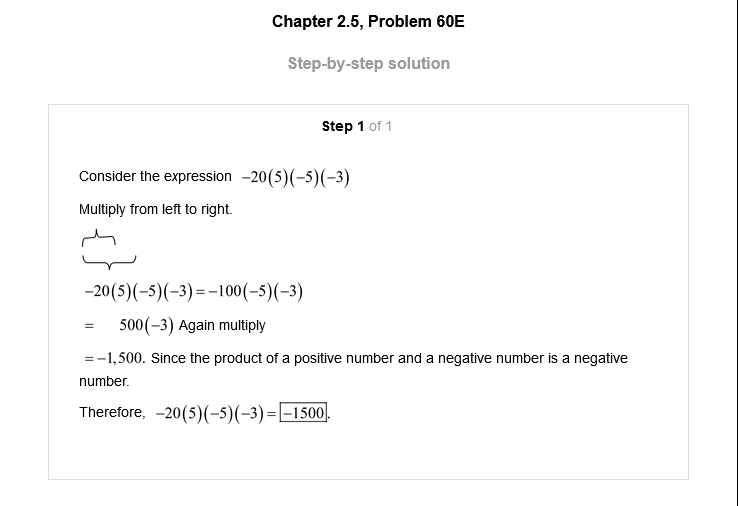 Chapter 2.5, Problem 60E
Step-by-step solution
Step 1 of 1
Consider the expression −20(5)(−5)(−3)
Multiply from left to right.
−20(5)(−5)(−3) = −100(−5)(−3)
= 500(−3) Again multiply
= −1,500. Since the product of a positive number and a negative number is a negative
number.
Therefore, −20(5)(−5)(−3) = −1500.